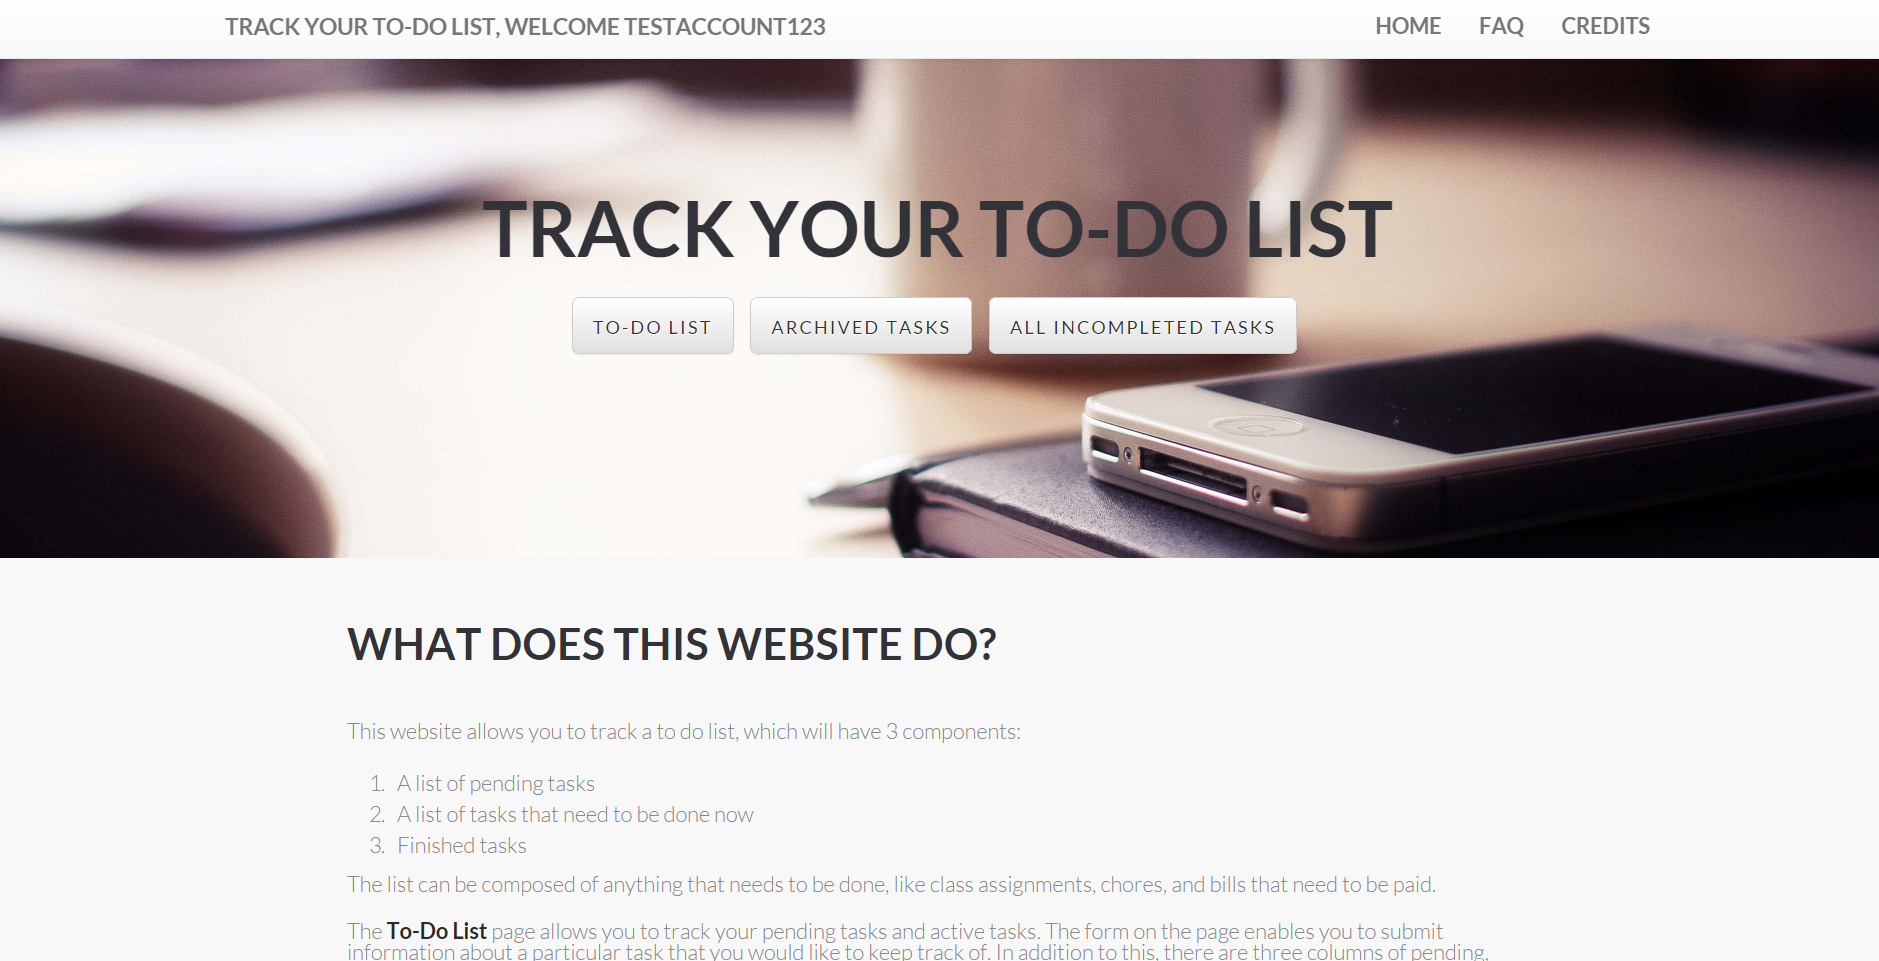 TRACK YOUR TO-DO LIST, WELCOME TESTACCOUNT123
HOME FAQ CREDITS
TRACK YOUR TO-DO LIST
TO-DO LIST ARCHIVED TASKS ALL INCOMPLETED TASKS
WHAT DOES THIS WEBSITE DO?
This website allows you to track a to do list, which will have 3 components:
1. A list of pending tasks
2. A list of tasks that need to be done now
3. Finished tasks
The list can be composed of anything that needs to be done, like class assignments, chores, and bills that need to be paid.
The To-Do List page allows you to track your pending tasks and active tasks. The form on the page enables you to submit
information about a particular task that you would like to keep track of. In addition to this, there are three columns of pending,